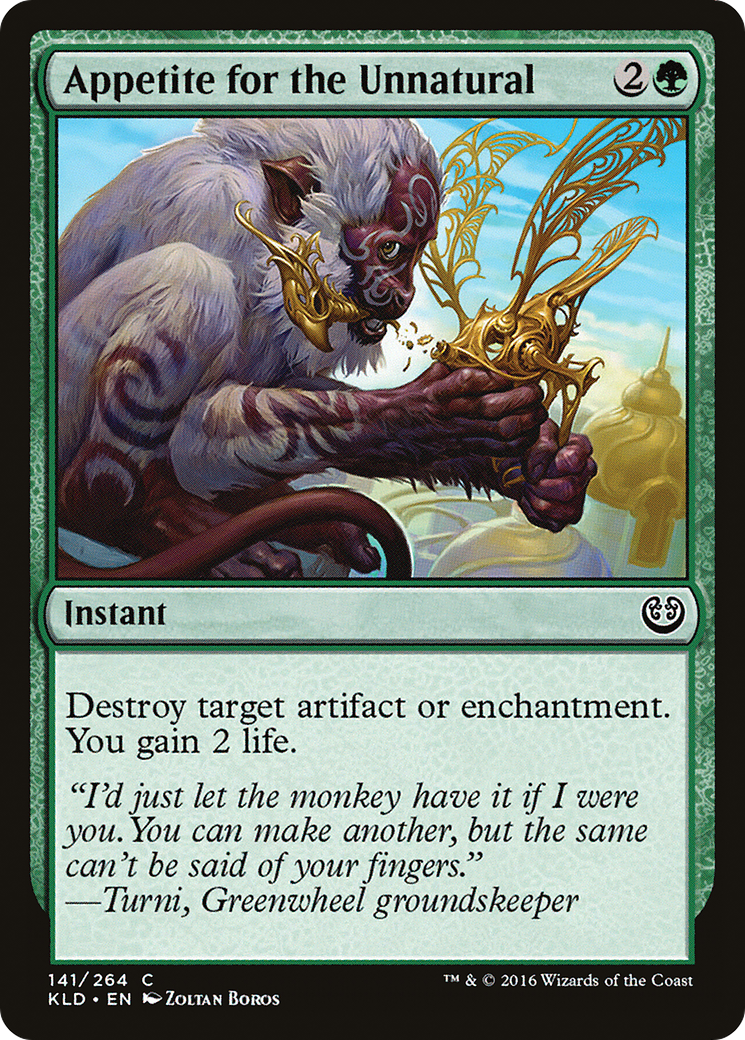 Appetite for the Unnatural 2
Instant
Destroy target artifact or enchantment.
You gain 2 life.
“I’d just let the monkey have it if I were
you. You can make another, but the same
can’t be said of your fingers.”
—Turni, Greenwheel groundskeeper
141/264 C
KLD • EN Zoltan Boros
™ & © 2016 Wizards of the Coast